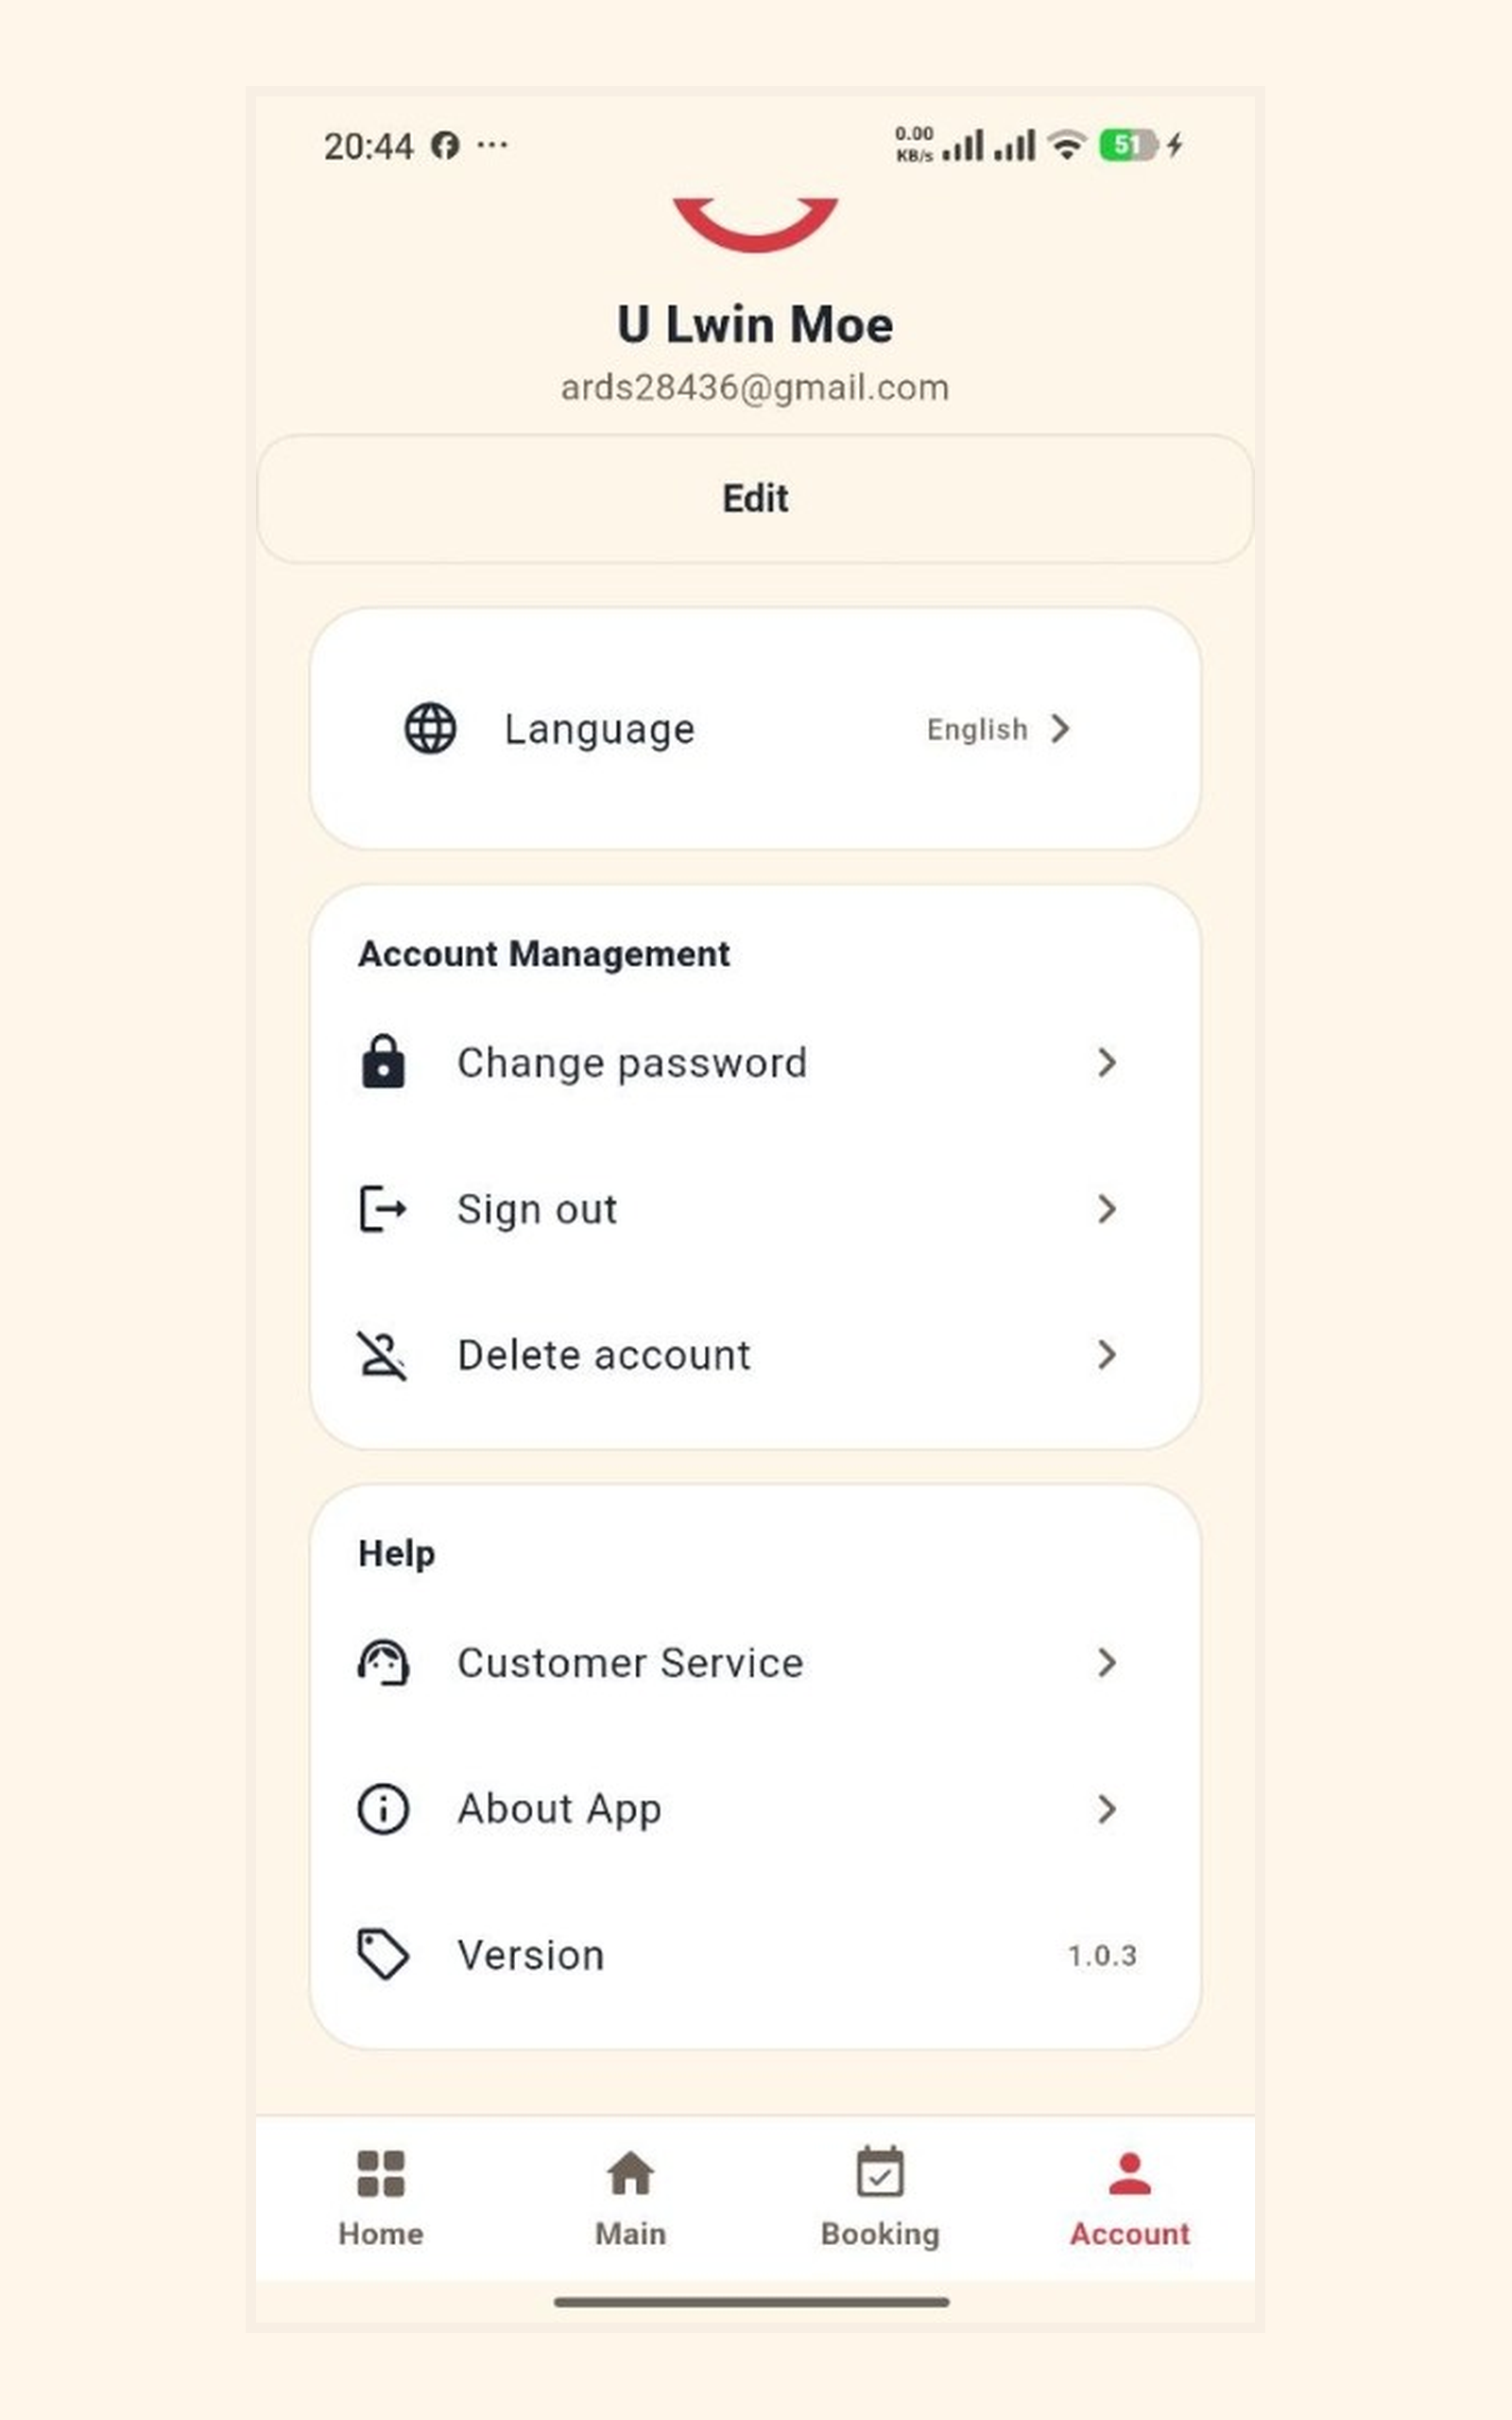 20:44 ...
0.00
KB/s
51
U Lwin Moe
ards28436@gmail.com
Edit
Language English
Account Management
Change password
Sign out
Delete account
Help
Customer Service
About App
Version 1.0.3
Home Main Booking Account